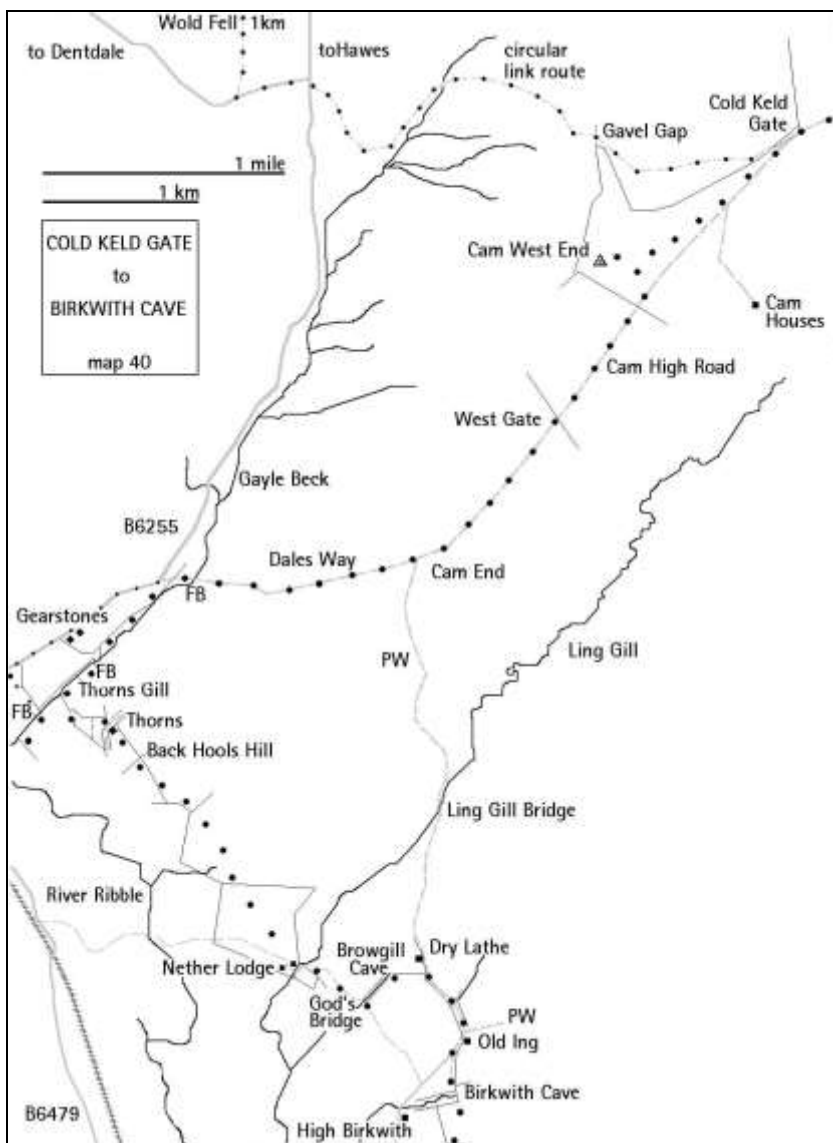 Wold Fell 1km
to Dentdale
toHawes
circular
link route
Cold Keld
Gate
Gavel Gap
1 mile
1 km
COLD KELD GATE
to
BIRKWITH CAVE
map 40
Cam West End
Cam
Houses
Cam High Road
West Gate
Gayle Beck
B6255
Dales Way
Cam End
FB
Gearstones
PW
Ling Gill
FB
Thorns Gill
FB
Thorns
Back Hools Hill
Ling Gill Bridge
River Ribble
Browgill
Cave
Dry Lathe
Nether Lodge
God's
Bridge
PW
Old Ing
Birkwith Cave
B6479
High Birkwith